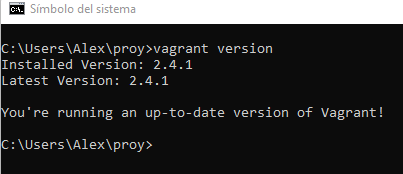 Símbolo del sistema
C:\Users\Alex\proy>vagrant version
Installed Version: 2.4.1
Latest Version: 2.4.1
You're running an up-to-date version of Vagrant!
C:\Users\Alex\proy>